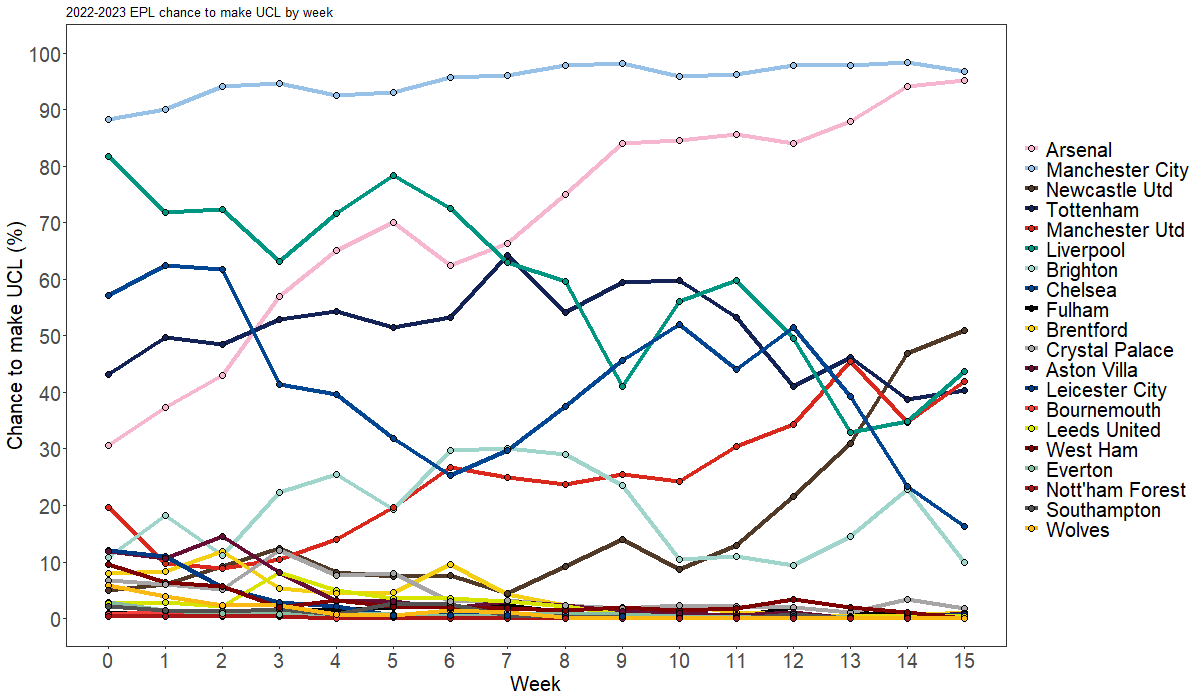 2022-2023 EPL chance to make UCL by week
Chance to make UCL (%)
100
90
80
70
60
50
40
30
20
10
0
0 1 2 3 4 5 6 7 8 9 10 11 12 13 14 15
Week
Arsenal
Manchester City
Newcastle Utd
Tottenham
Manchester Utd
Liverpool
Brighton
Chelsea
Fulham
Brentford
Crystal Palace
Aston Villa
Leicester City
Bournemouth
Leeds United
West Ham
Everton
Nott'ham Forest
Southampton
Wolves